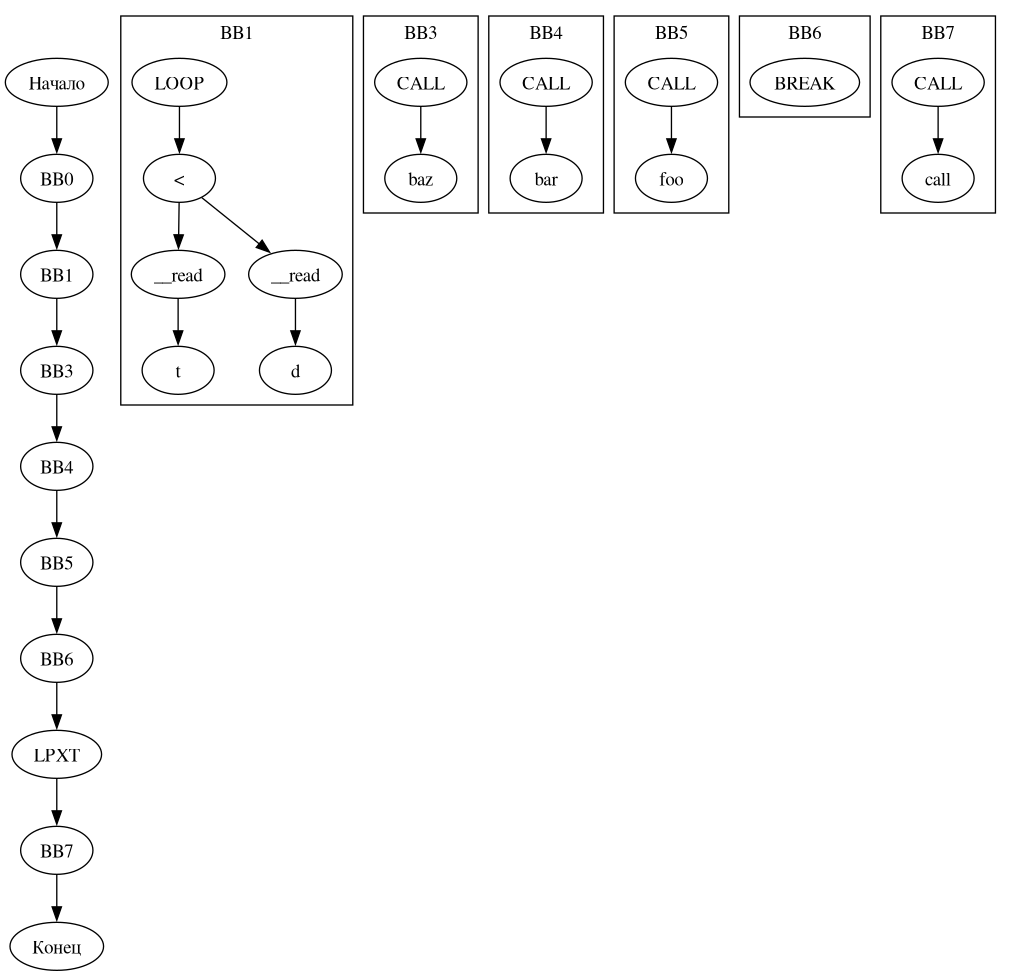 Начало
BB0
BB1
BB3
BB4
BB5
BB6
LPXT
BB7
Конец
BB1
LOOP
<
__read
__read
t
d
BB3
CALL
baz
BB4
CALL
bar
BB5
CALL
foo
BB6
BREAK
BB7
CALL
call